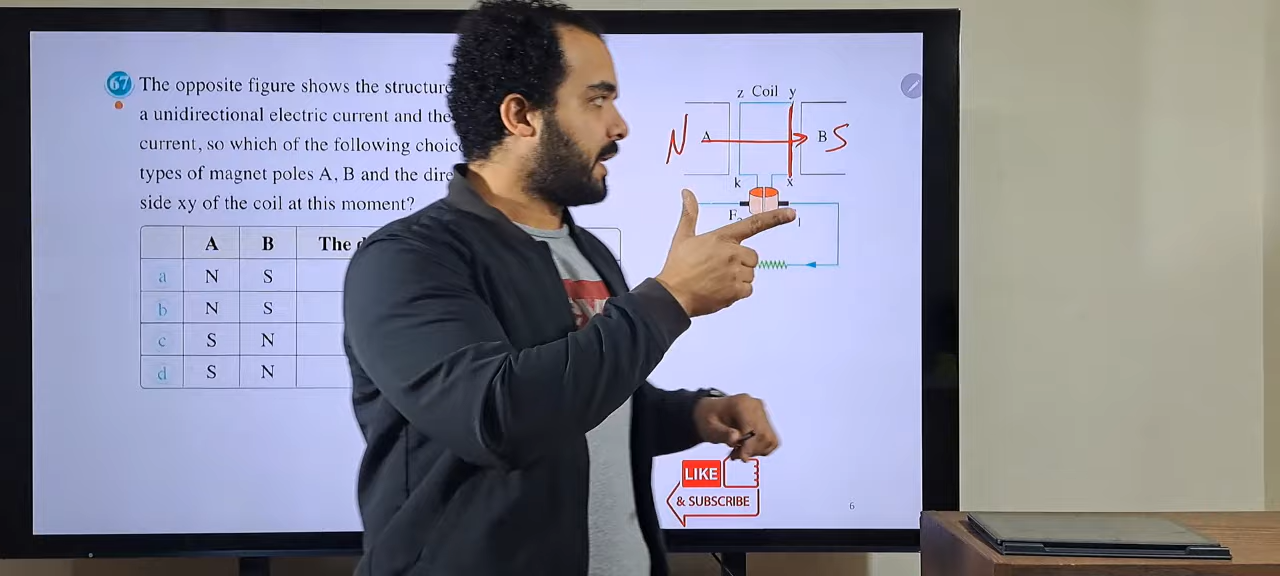 67 The opposite figure shows the structure
a unidirectional electric current and the
current, so which of the following choic
types of magnet poles A, B and the dire
side xy of the coil at this moment?
A B The d
a N S
b N S
c S N
d S N
z Coil y
N A B S
k x
F 1
LIKE
& SUBSCRIBE
6